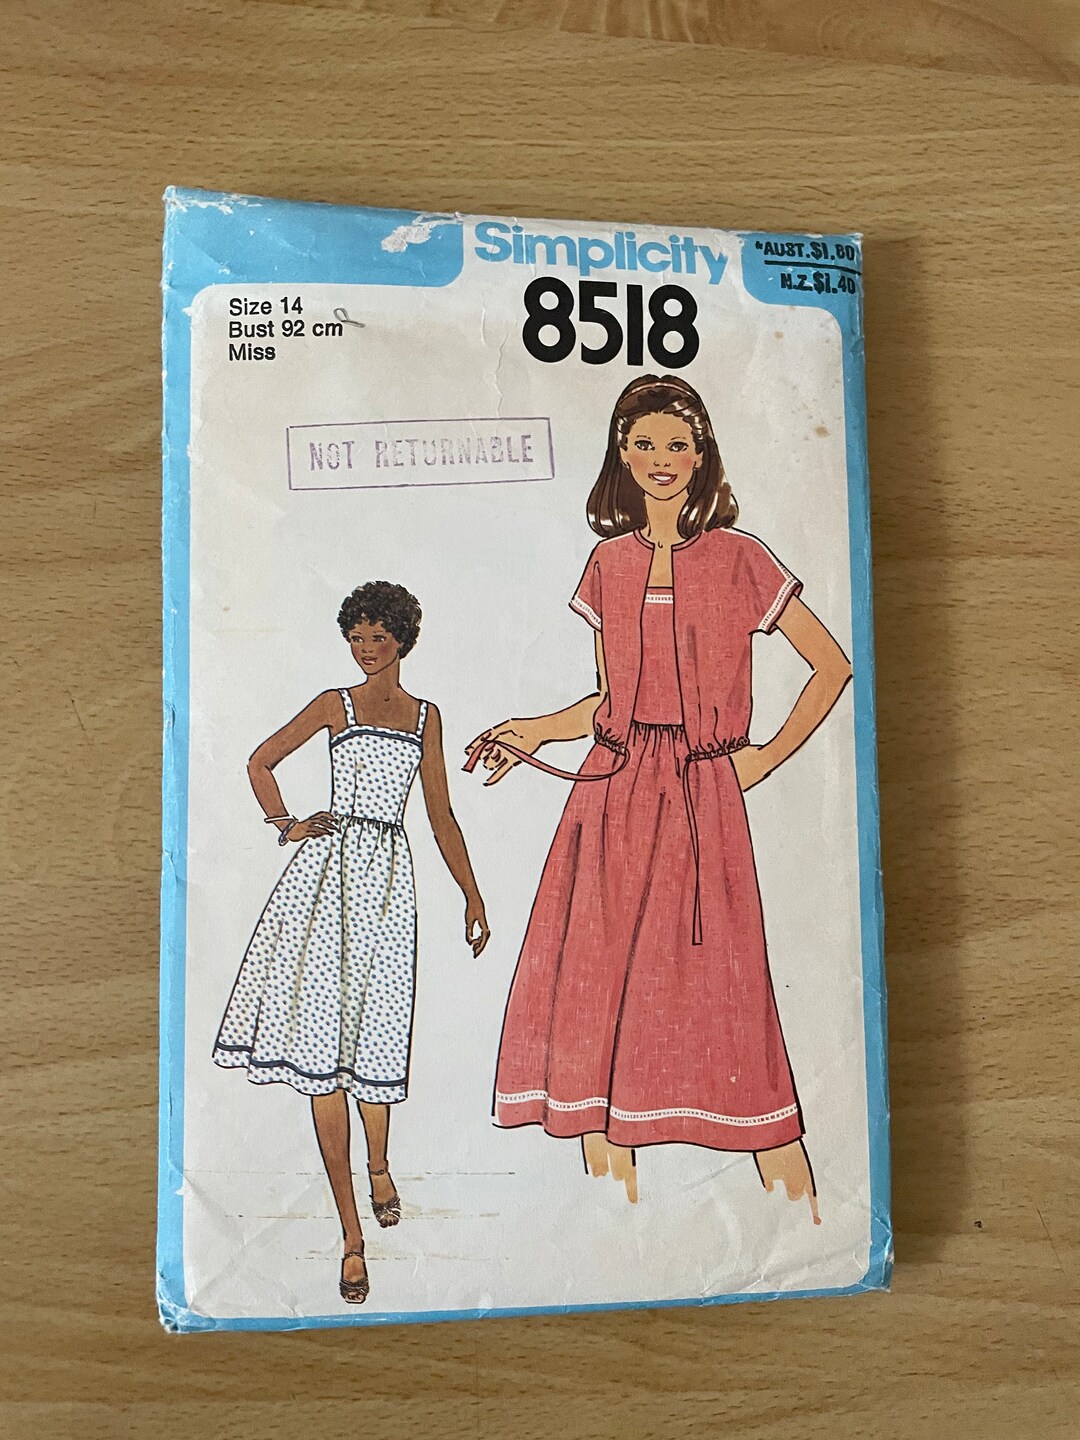 Simplicity
8518
*AUST.$1.80
N.Z.$1.40
Size 14
Bust 92 cm
Miss
NOT RETURNABLE